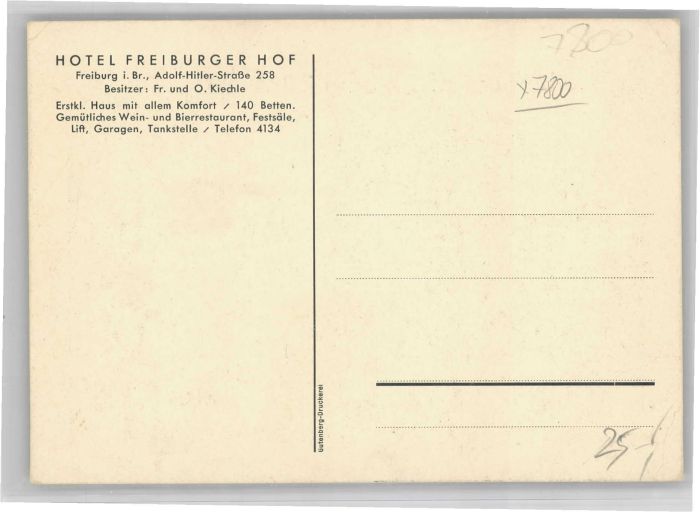 HOTEL FREIBURGER HOF
Freiburg i. Br., Adolf-Hitler-Straße 258
Besitzer: Fr. und O. Kiechle
Erstkl. Haus mit allem Komfort / 140 Betten.
Gemütliches Wein- und Bierrestaurant, Festsäle,
Lift, Garagen, Tankstelle / Telefon 4134
7800
x7800
Gutenberg-Druckerei
25,-